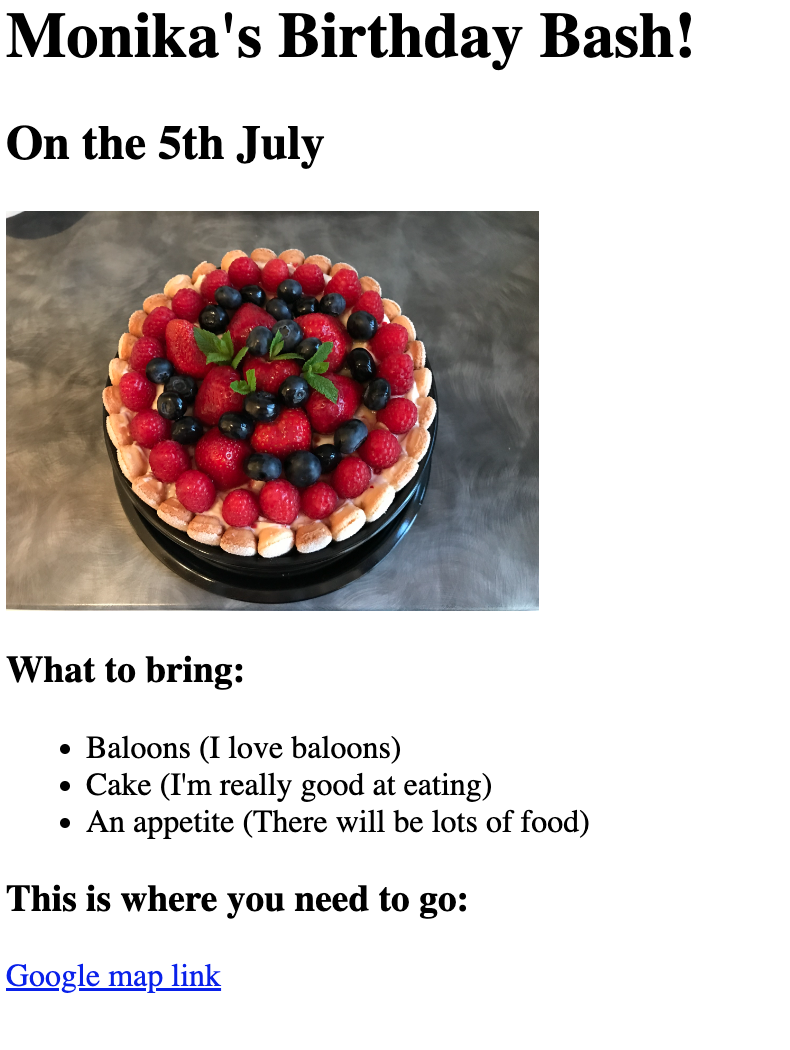 Monika's Birthday Bash!
On the 5th July
What to bring:
Baloons (I love baloons)
Cake (I'm really good at eating)
An appetite (There will be lots of food)
This is where you need to go:
Google map link